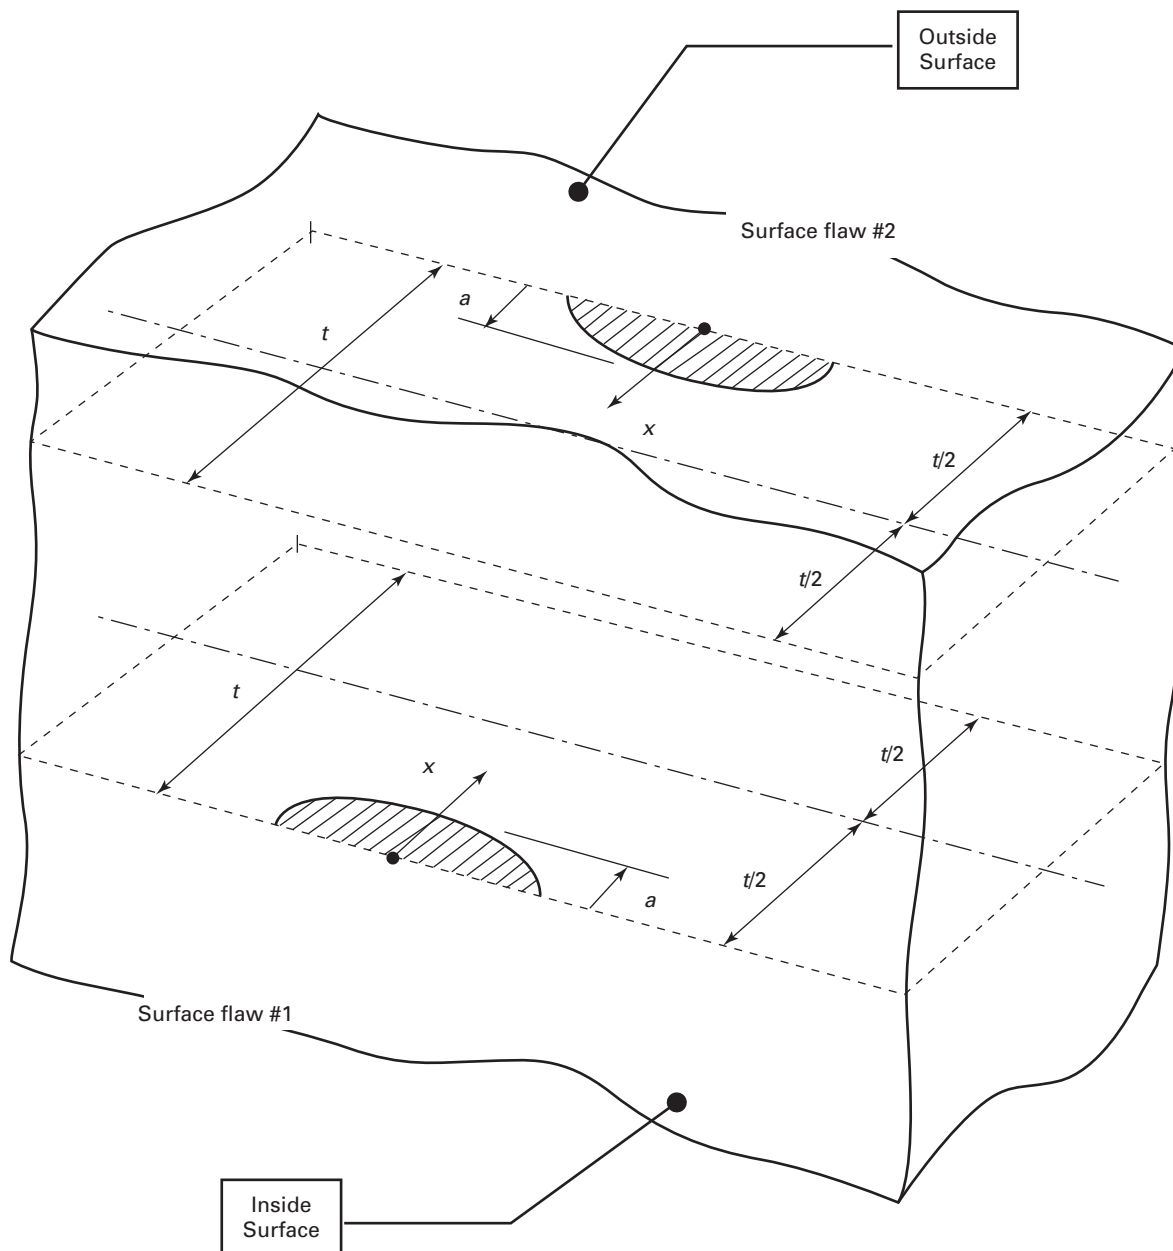 Outside
Surface
Surface flaw #2
a
t
x
t/2
t/2
t
x
t/2
t/2
a
Surface flaw #1
Inside
Surface